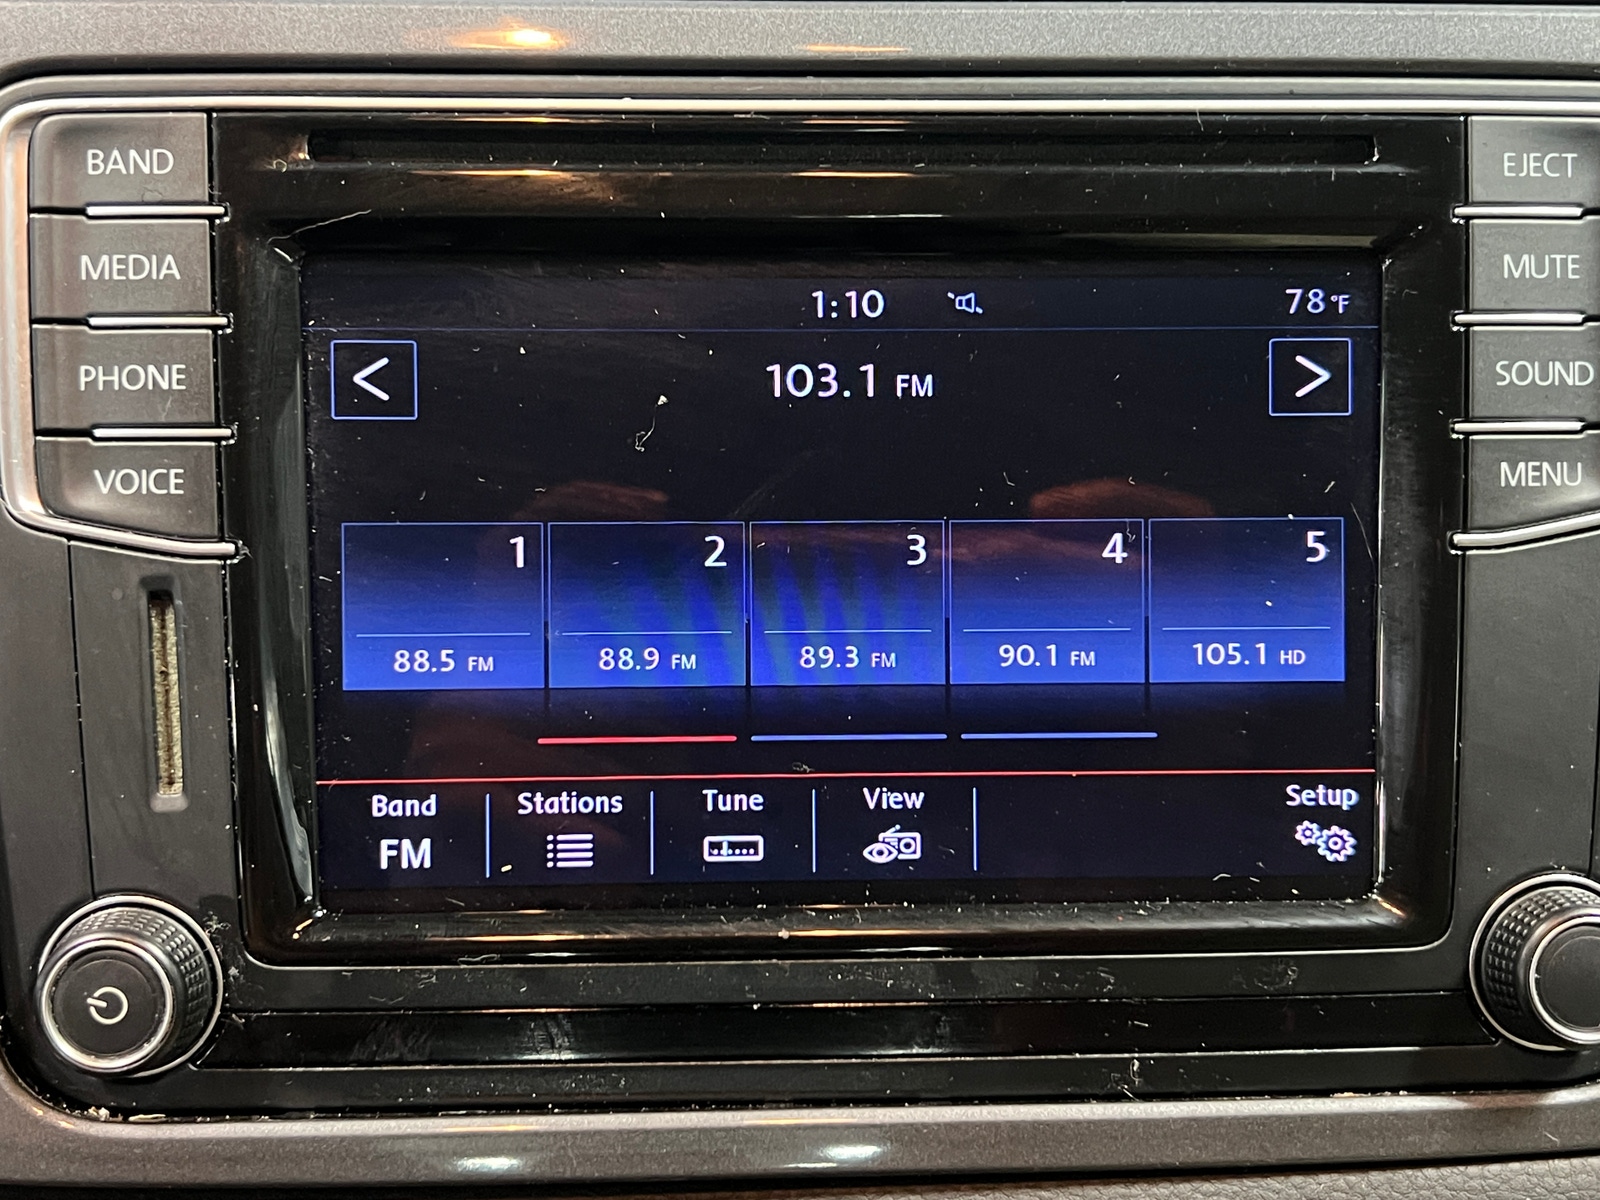 BAND
MEDIA
PHONE
VOICE
EJECT
MUTE
SOUND
MENU
1:10 78°F
< 103.1 FM >
1 2 3 4 5
88.5 FM 88.9 FM 89.3 FM 90.1 FM 105.1 HD
Band Stations Tune View Setup
FM